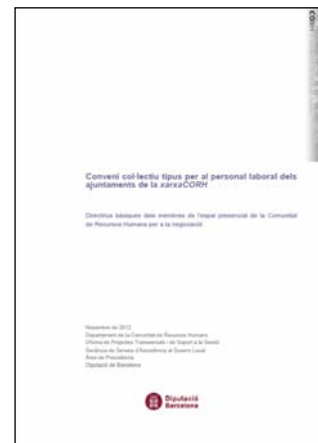 CORH
Conveni col·lectiu tipus per al personal laboral dels
ajuntaments de la xarxaCORH
Directrius bàsiques dels membres de l'espai presencial de la Comunitat
de Recursos Humans per a la negociació
Novembre de 2012
Departament de la Comunitat de Recursos Humans
Oficina de Projectes Transversals i de Suport a la Gestió
Gerència de Serveis d'Assistència al Govern Local
Àrea de Presidència
Diputació de Barcelona
Diputació
Barcelona